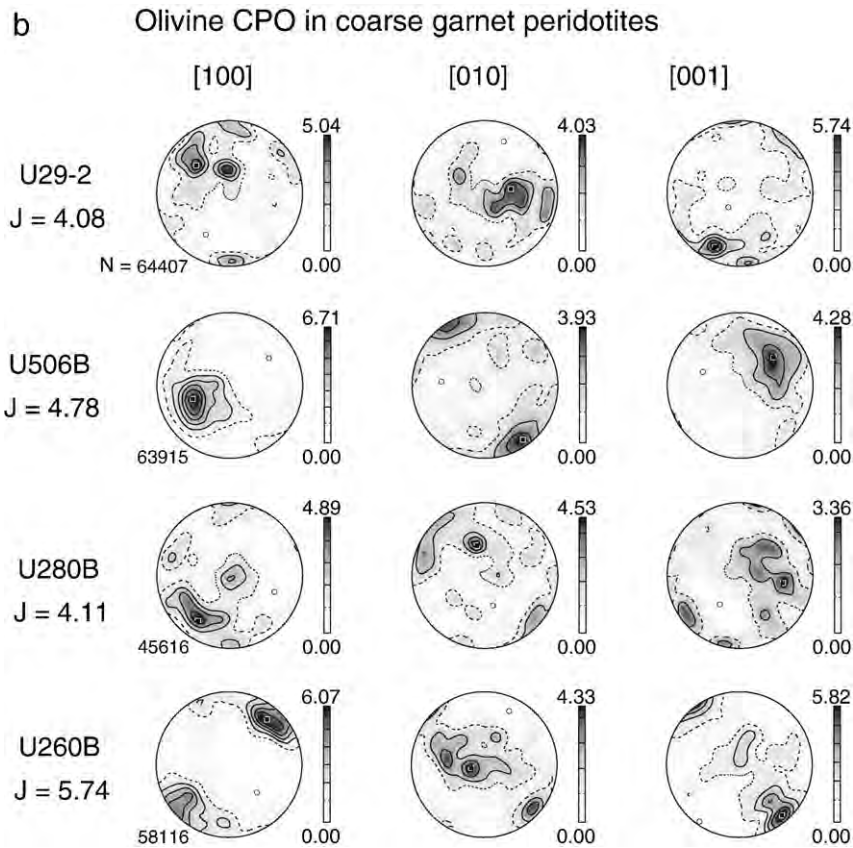 b Olivine CPO in coarse garnet peridotites
[100] [010] [001]
5.04 4.03 5.74
U29-2
J = 4.08
N = 64407 0.00 0.00 0.00
6.71 3.93 4.28
U506B
J = 4.78
63915 0.00 0.00 0.00
4.89 4.53 3.36
U280B
J = 4.11
45616 0.00 0.00 0.00
6.07 4.33 5.82
U260B
J = 5.74
58116 0.00 0.00 0.00